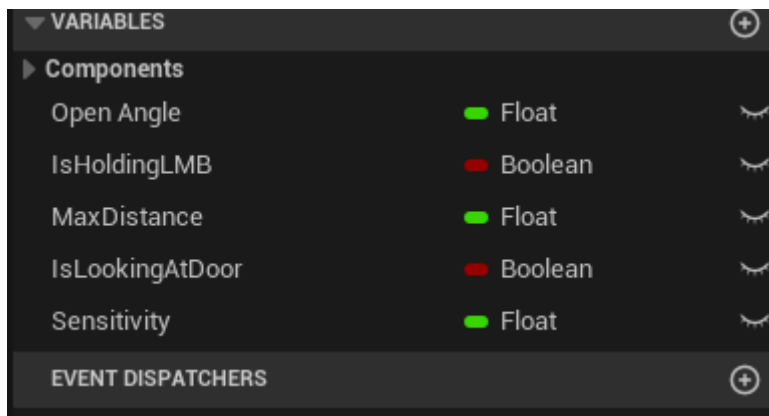 VARIABLES
Components
Open Angle Float
IsHoldingLMB Boolean
MaxDistance Float
IsLookingAtDoor Boolean
Sensitivity Float
EVENT DISPATCHERS